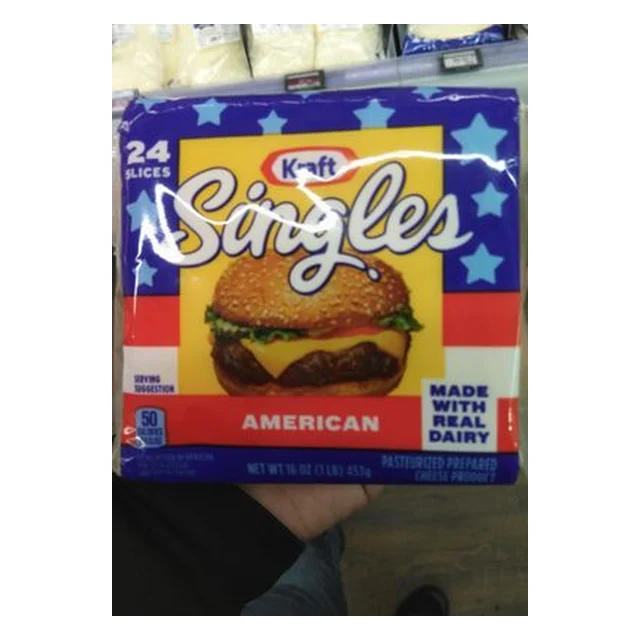 24
SLICES
Kraft
Singles
SERVING
SUGGESTION
50
AMERICAN
MADE
WITH
REAL
DAIRY
NET WT 16 OZ (1 LB) 453g
PASTEURIZED PREPARED
CHEESE PRODUCT